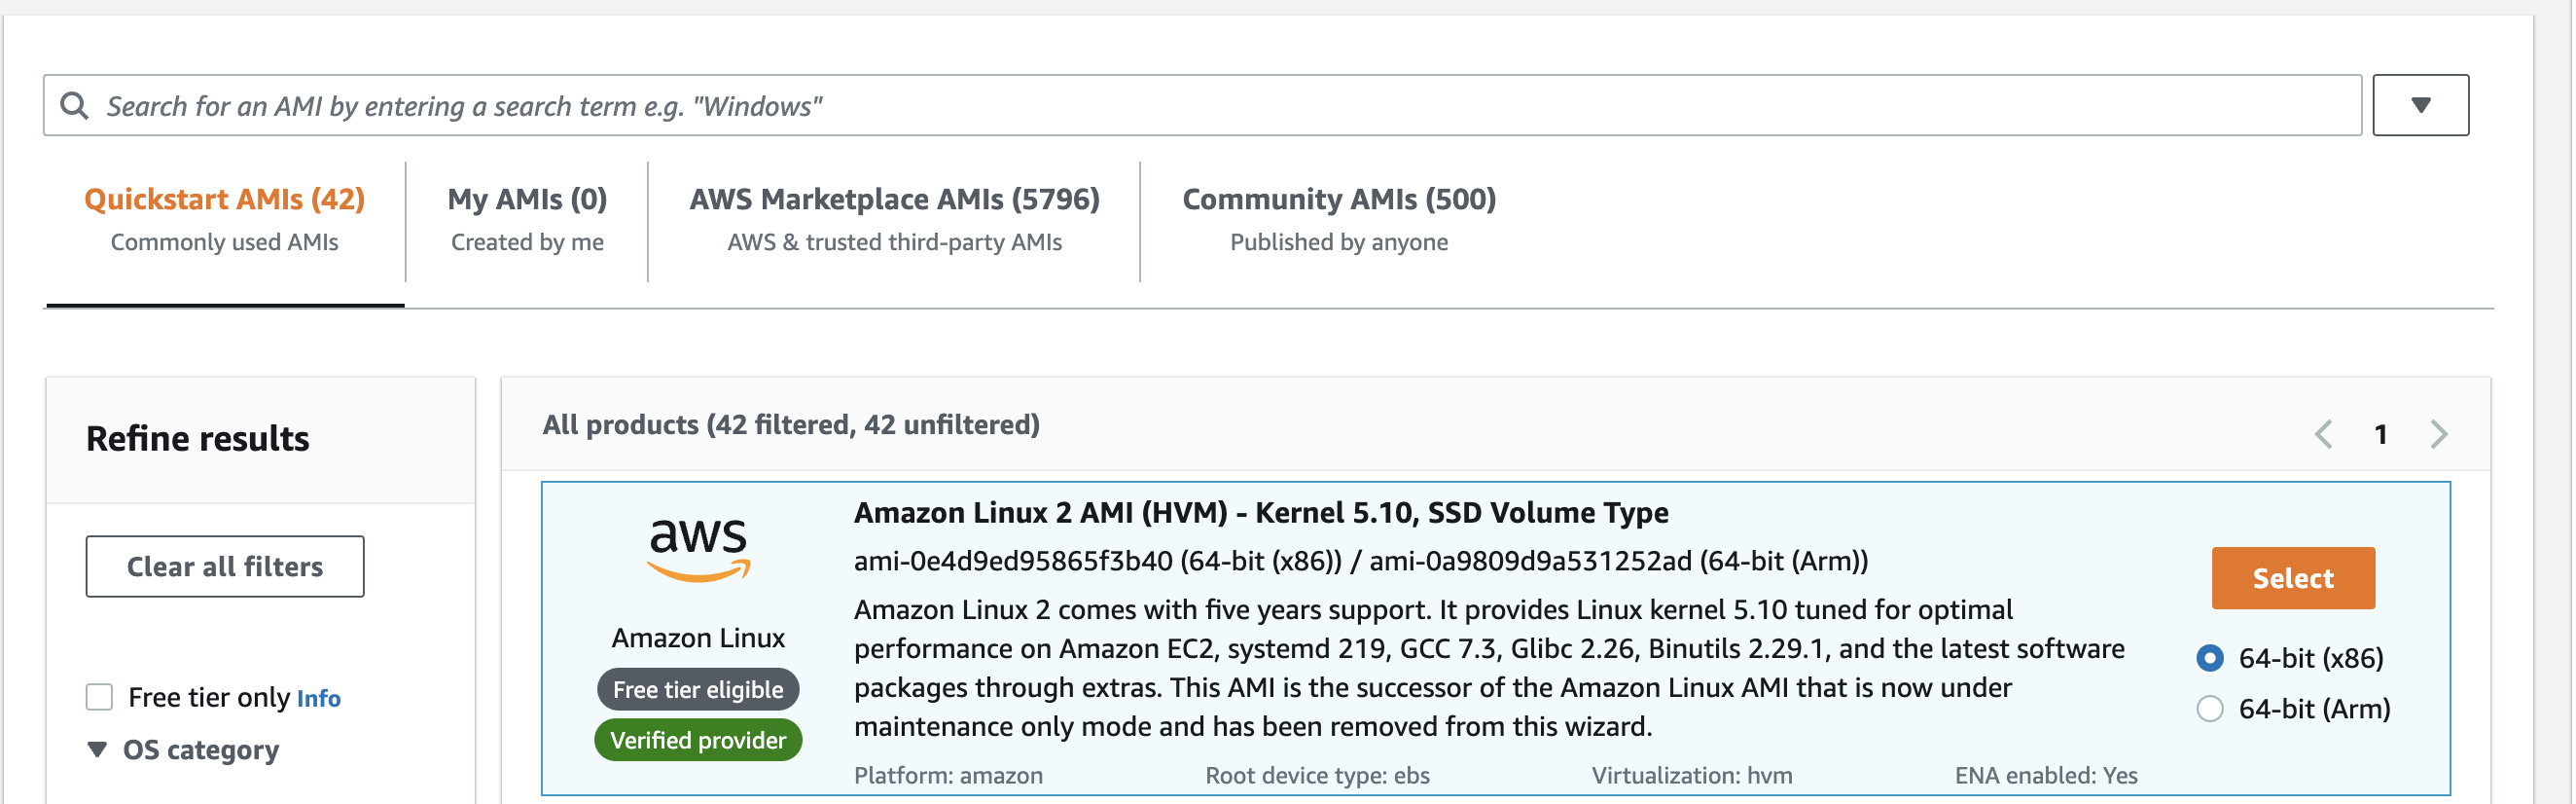 Search for an AMI by entering a search term e.g. "Windows"
Quickstart AMIs (42)
Commonly used AMIs
My AMIs (0)
Created by me
AWS Marketplace AMIs (5796)
AWS & trusted third-party AMIs
Community AMIs (500)
Published by anyone
Refine results
Clear all filters
Free tier only Info
OS category
All products (42 filtered, 42 unfiltered)
1
aws
Amazon Linux
Free tier eligible
Verified provider
Amazon Linux 2 AMI (HVM) - Kernel 5.10, SSD Volume Type
ami-0e4d9ed95865f3b40 (64-bit (x86)) / ami-0a9809d9a531252ad (64-bit (Arm))
Amazon Linux 2 comes with five years support. It provides Linux kernel 5.10 tuned for optimal
performance on Amazon EC2, systemd 219, GCC 7.3, Glibc 2.26, Binutils 2.29.1, and the latest software
packages through extras. This AMI is the successor of the Amazon Linux AMI that is now under
maintenance only mode and has been removed from this wizard.
Platform: amazon
Root device type: ebs
Virtualization: hvm
ENA enabled: Yes
Select
64-bit (x86)
64-bit (Arm)